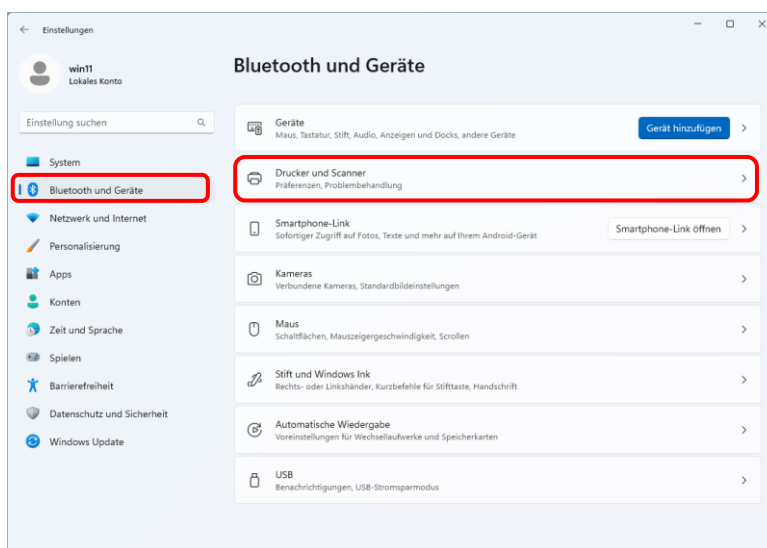 Einstellungen
win11
Lokales Konto
Einstellung suchen
System
Bluetooth und Geräte
Netzwerk und Internet
Personalisierung
Apps
Konten
Zeit und Sprache
Spielen
Barrierefreiheit
Datenschutz und Sicherheit
Windows Update
Bluetooth und Geräte
Geräte
Maus, Tastatur, Stift, Audio, Anzeigen und Docks, andere Geräte
Gerät hinzufügen
Drucker und Scanner
Präferenzen, Problembehandlung
Smartphone-Link
Sofortiger Zugriff auf Fotos, Texte und mehr auf Ihrem Android-Gerät
Smartphone-Link öffnen
Kameras
Verbundene Kameras, Standardbildeinstellungen
Maus
Schaltflächen, Mauszeigergeschwindigkeit, Scrollen
Stift und Windows Ink
Rechts- oder Linkshänder, Kurzbefehle für Stifttaste, Handschrift
Automatische Wiedergabe
Voreinstellungen für Wechsellaufwerke und Speicherkarten
USB
Benachrichtigungen, USB-Stromsparmodus